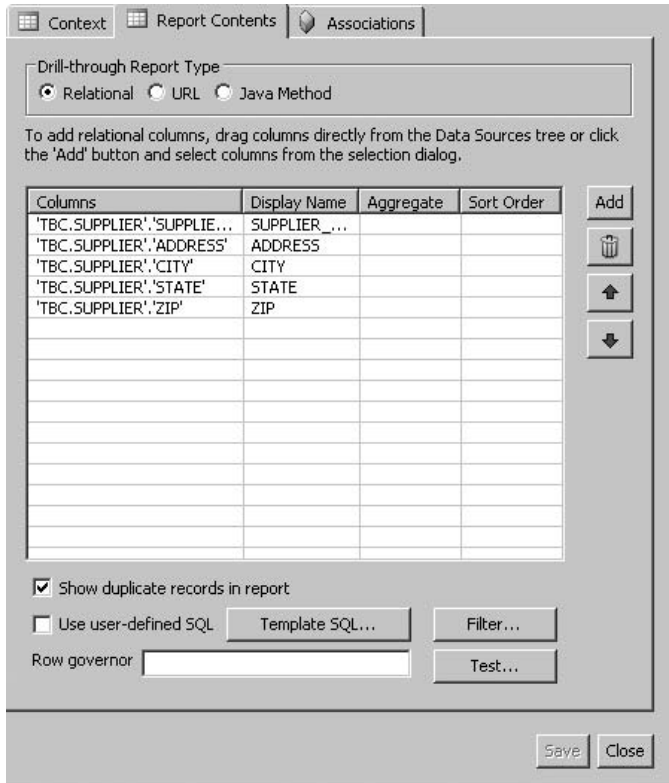 Context Report Contents Associations
Drill-through Report Type
Relational URL Java Method
To add relational columns, drag columns directly from the Data Sources tree or click
the 'Add' button and select columns from the selection dialog.
Columns Display Name Aggregate Sort Order Add
'TBC.SUPPLIER'.'SUPPLIE... SUPPLIER_...
'TBC.SUPPLIER'.'ADDRESS' ADDRESS
'TBC.SUPPLIER'.'CITY' CITY
'TBC.SUPPLIER'.'STATE' STATE
'TBC.SUPPLIER'.'ZIP' ZIP
Show duplicate records in report
Use user-defined SQL Template SQL... Filter...
Row governor Test...
Save Close